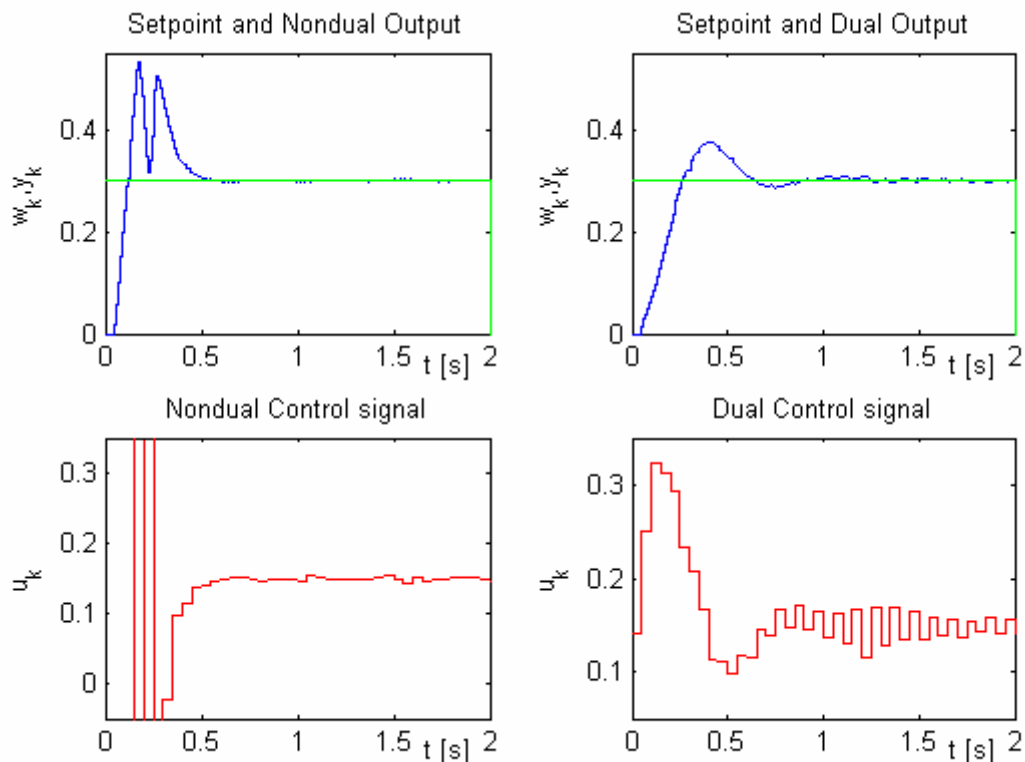 Setpoint and Nondual Output
w_k,y_k
0.4
0.2
0
0 0.5 1 1.5 2
t [s]
Setpoint and Dual Output
w_k,y_k
0.4
0.2
0
0 0.5 1 1.5 2
t [s]
Nondual Control signal
u_k
0.3
0.2
0.1
0
0 0.5 1 1.5 2
t [s]
Dual Control signal
u_k
0.3
0.2
0.1
0 0.5 1 1.5 2
t [s]